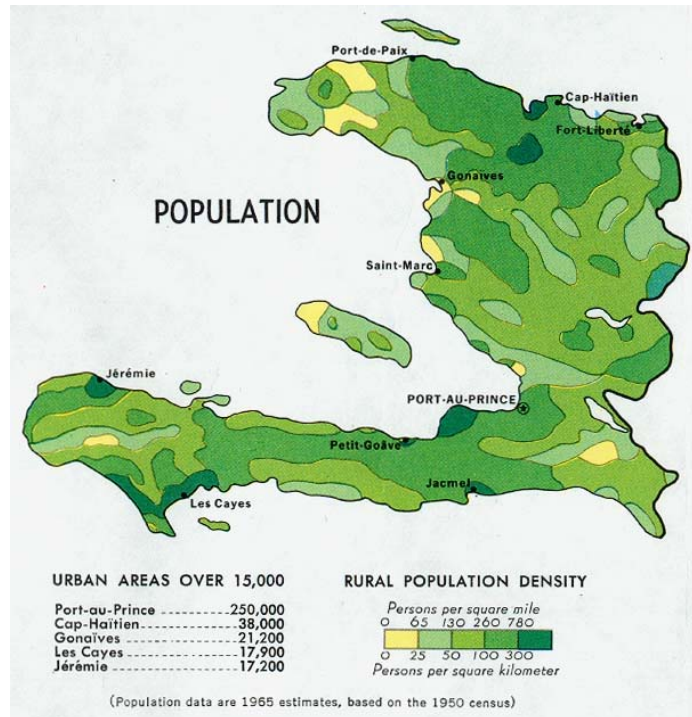 Port-de-Paix
Cap-Haïtien
Fort-Liberté
Gonaïves
POPULATION
Saint-Marc
Jérémie
PORT-AU-PRINCE
Petit-Goâve
Jacmel
Les Cayes
URBAN AREAS OVER 15,000
Port-au-Prince 250,000
Cap-Haïtien 38,000
Gonaïves 21,200
Les Cayes 17,900
Jérémie 17,200
RURAL POPULATION DENSITY
Persons per square mile
0 65 130 260 780
0 25 50 100 300
Persons per square kilometer
(Population data are 1965 estimates, based on the 1950 census)